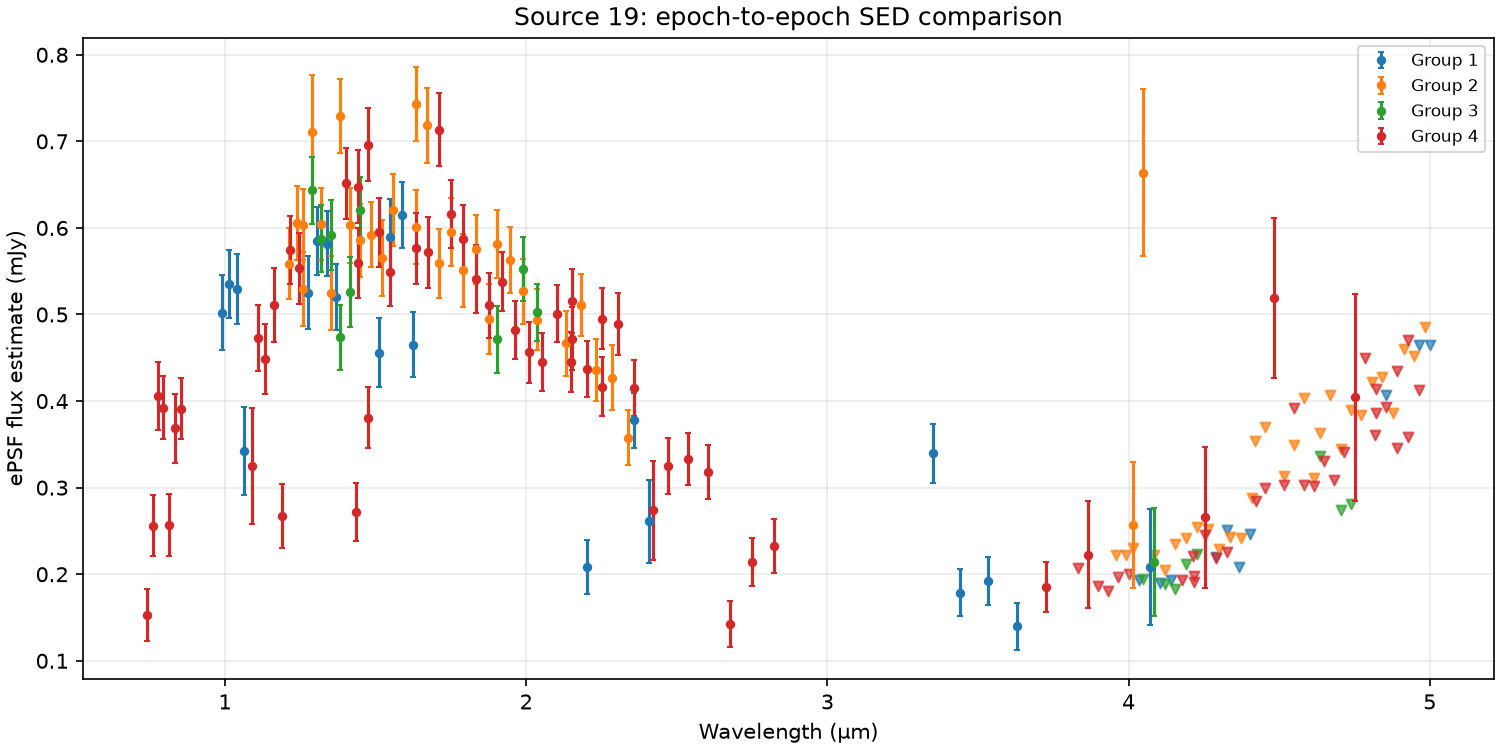 Source 19: epoch-to-epoch SED comparison
ePSF flux estimate (mJy)
0.8
0.7
0.6
0.5
0.4
0.3
0.2
0.1
Group 1
Group 2
Group 3
Group 4
1 2 3 4 5
Wavelength (μm)